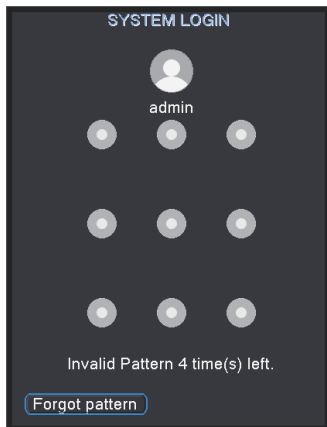 SYSTEM LOGIN
admin
Invalid Pattern 4 time(s) left.
Forgot pattern